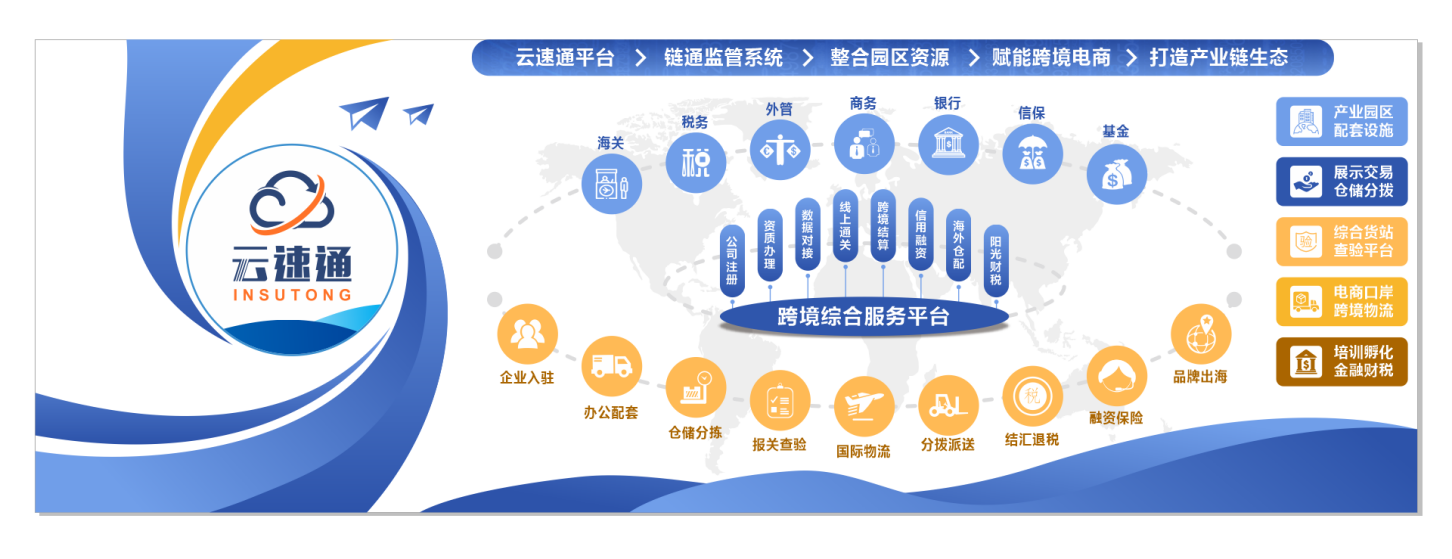 云速通平台 > 链通监管系统 > 整合园区资源 > 赋能跨境电商 > 打造产业链生态
云速通
INSUTONG
海关
税务
外管
商务
银行
信保
基金
税
公司注册
资质办理
数据对接
线上通关
跨境结算
信用融资
海外仓配
阳光财税
跨境综合服务平台
企业入驻
办公配套
仓储分拣
报关查验
国际物流
分拨派送
税
结汇退税
融资保险
品牌出海
产业园区
配套设施
展示交易
仓储分拨
验
综合货站
查验平台
电商口岸
跨境物流
培训孵化
金融财税